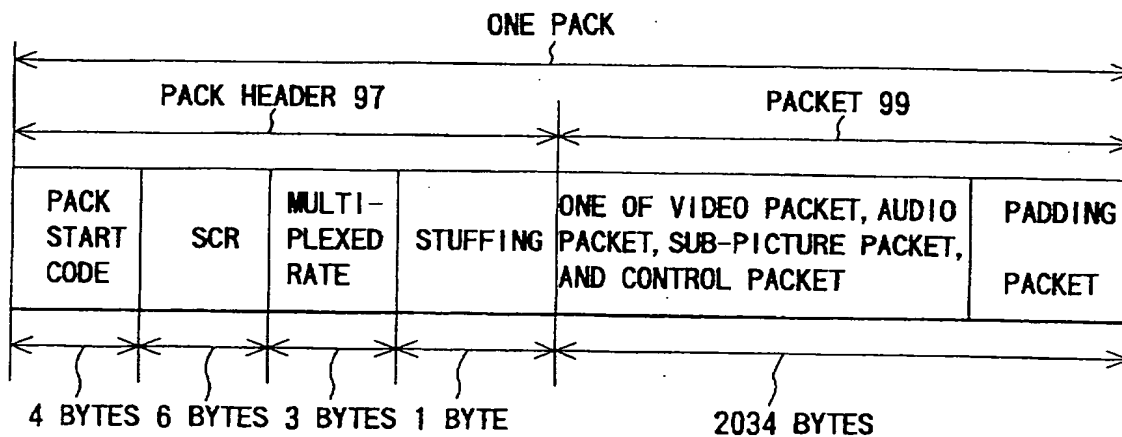 ONE PACK
PACK HEADER 97
PACKET 99
PACK
START
CODE
SCR
MULTI-
PLEXED
RATE
STUFFING
ONE OF VIDEO PACKET, AUDIO
PACKET, SUB-PICTURE PACKET,
AND CONTROL PACKET
PADDING
PACKET
4 BYTES 6 BYTES 3 BYTES 1 BYTE
2034 BYTES